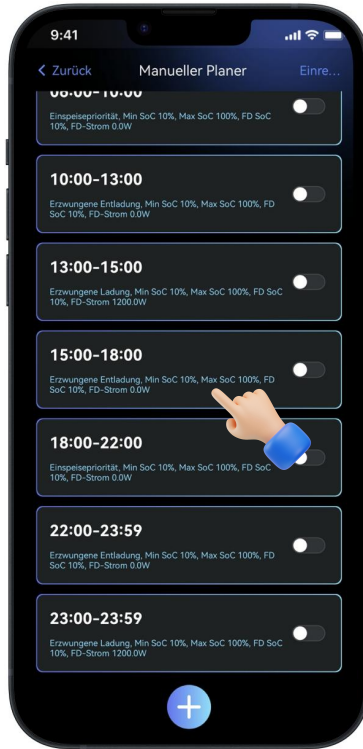 9:41
Zurück
Manueller Planer
Einre...
06:00-10:00
Einspeisepriorität, Min SoC 10%, Max SoC 100%, FD SoC
10%, FD-Strom 0.0W
10:00-13:00
Erzwungene Entladung, Min SoC 10%, Max SoC 100%, FD
SoC 10%, FD-Strom 0.0W
13:00-15:00
Erzwungene Ladung, Min SoC 10%, Max SoC 100%, FD SoC
10%, FD-Strom 1200.0W
15:00-18:00
Erzwungene Entladung, Min SoC 10%, Max SoC 100%, FD
SoC 10%, FD-Strom 0.0W
18:00-22:00
Einspeisepriorität, Min SoC 10%, Max SoC 100%, FD SoC
10%, FD-Strom 0.0W
22:00-23:59
Erzwungene Entladung, Min SoC 10%, Max SoC 100%, FD
SoC 10%, FD-Strom 0.0W
23:00-23:59
Erzwungene Ladung, Min SoC 10%, Max SoC 100%, FD SoC
10%, FD-Strom 1200.0W